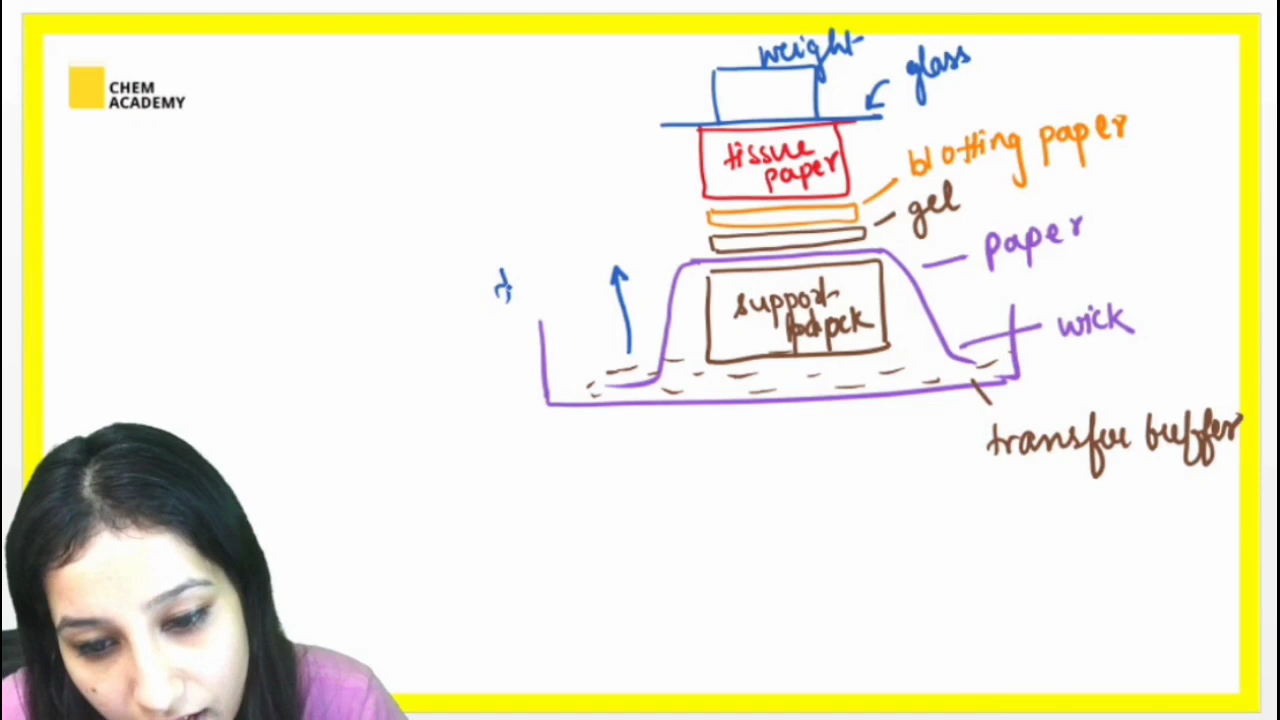 CHEM
ACADEMY
weight
glass
tissue
paper
blotting paper
gel
paper
support
wick
transfer buffer